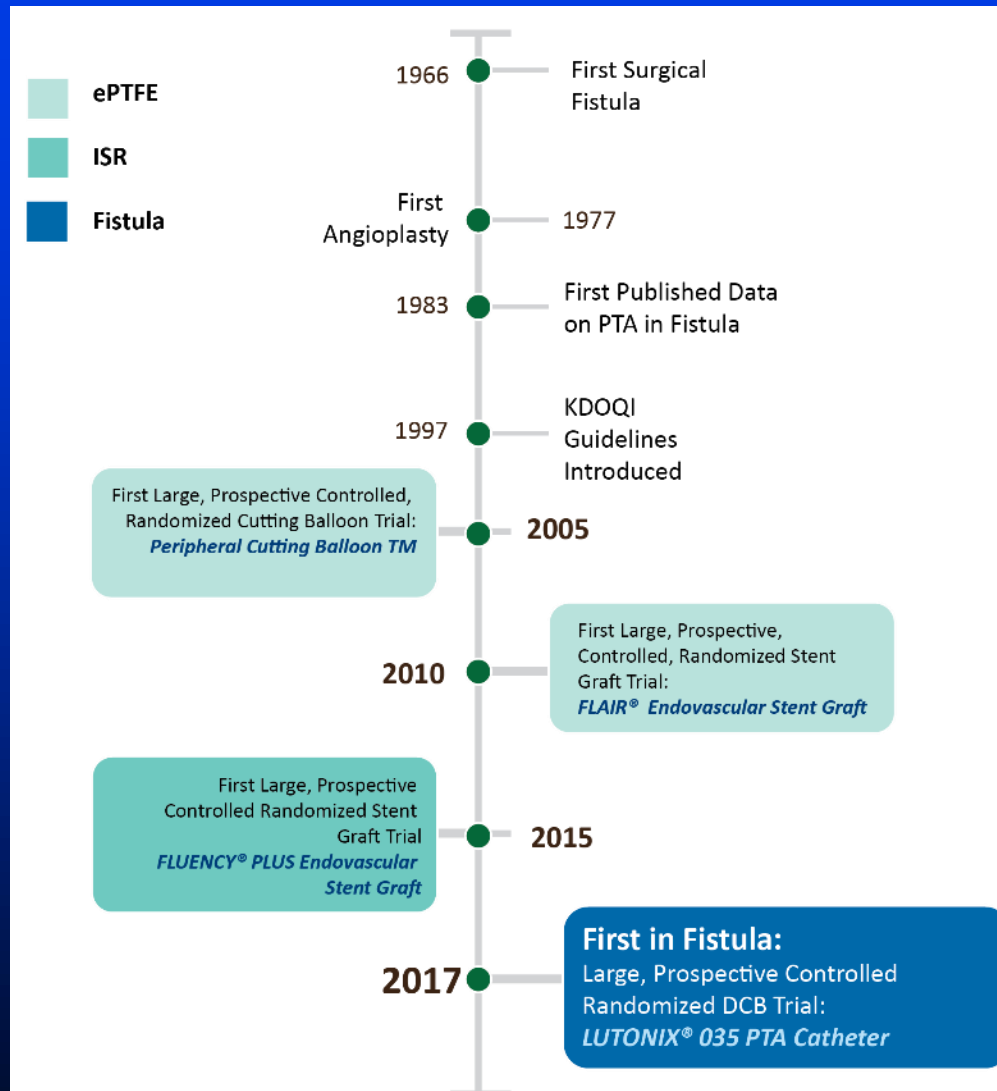 ePTFE
ISR
Fistula
1966
First Surgical
Fistula
First
Angioplasty
1977
1983
First Published Data
on PTA in Fistula
1997
KDOQI
Guidelines
Introduced
First Large, Prospective Controlled,
Randomized Cutting Balloon Trial:
Peripheral Cutting Balloon TM
2005
2010
First Large, Prospective,
Controlled, Randomized Stent
Graft Trial:
FLAIR® Endovascular Stent Graft
First Large, Prospective
Controlled Randomized Stent
Graft Trial
FLUENCY® PLUS Endovascular
Stent Graft
2015
2017
First in Fistula:
Large, Prospective Controlled
Randomized DCB Trial:
LUTONIX® 035 PTA Catheter